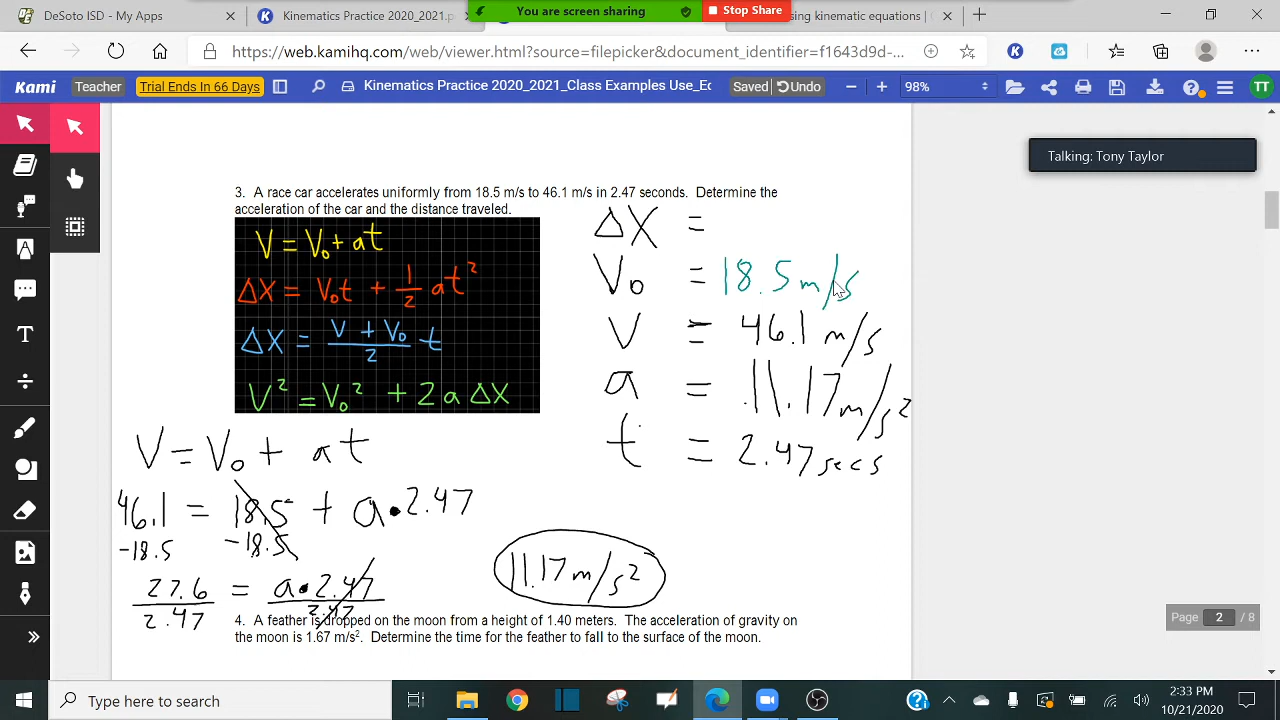 eSoto - My Apps
Kinematics 2020_2021.p
sing kinematic equations (
You are screen sharing
Stop Share
https://web.kamihq.com/web/viewer.html?source=filepicker&document_identifier=f1643d9d-...
Kami Teacher Trial Ends In 66 Days Kinematics Practice 2020_2021_Class Examples Use_Ec Saved Undo 98% TT
Talking: Tony Taylor
3. A race car accelerates uniformly from 18.5 m/s to 46.1 m/s in 2.47 seconds. Determine the
acceleration of the car and the distance traveled.
V = V₀ + at
ΔX = V₀t + 1/2 at²
ΔX = (V + V₀)/2 t
V² = V₀² + 2aΔX
ΔX =
V₀ = 18.5 m/s
V = 46.1 m/s
a = 11.17 m/s²
t = 2.47 secs
V = V₀ + at
46.1 = 18.5 + a•2.47
-18.5 -18.5
27.6 = a•2.47
2.47 2.47
11.17 m/s²
4. A feather is dropped on the moon from a height of 1.40 meters. The acceleration of gravity on
the moon is 1.67 m/s². Determine the time for the feather to fall to the surface of the moon.
Page 2 / 8
Type here to search
2:33 PM
10/21/2020